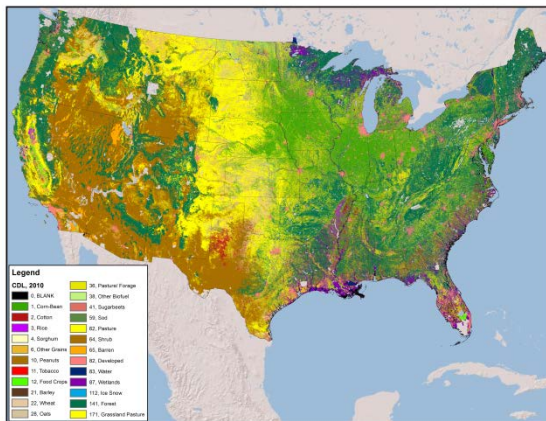 Legend
CDL, 2010
0, BLANK
1, Corn-Bean
2, Cotton
3, Rice
4, Sorghum
6, Other Grains
10, Peanuts
11, Tobacco
12, Food Crops
21, Barley
22, Wheat
28, Oats
36, Pasture/ Forage
38, Other Biofuel
41, Sugarbeets
59, Sod
62, Pasture
64, Shrub
65, Barren
82, Developed
83, Water
87, Wetlands
112, Ice Snow
141, Forest
171, Grassland Pasture